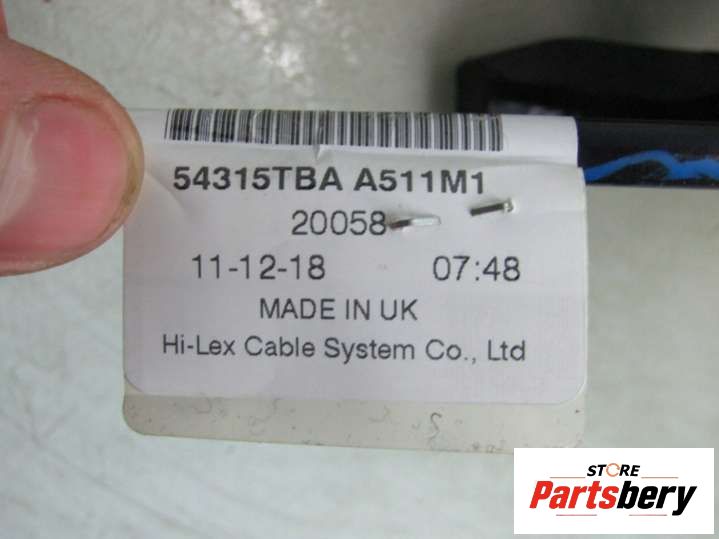 54315TBA A511M1
20058
11-12-18 07:48
MADE IN UK
Hi-Lex Cable System Co., Ltd
STORE
Partsbery